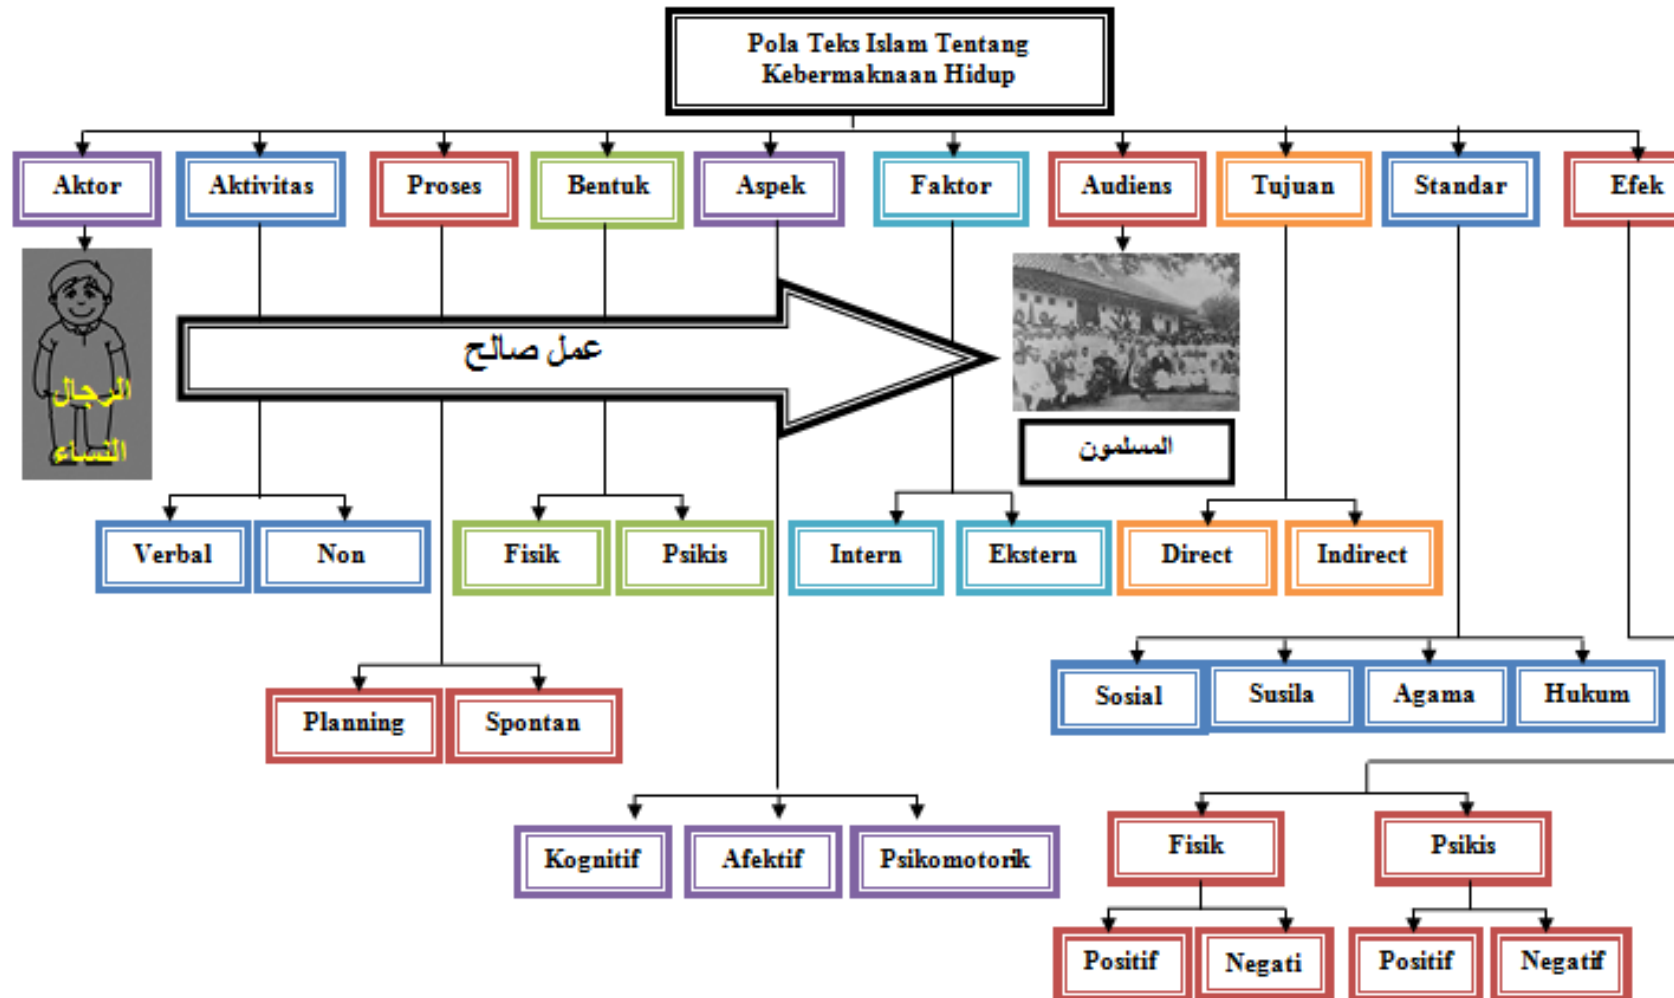 Pola Teks Islam Tentang
Kebermaknaan Hidup
Aktor
Aktivitas
Proses
Bentuk
Aspek
Faktor
Audiens
Tujuan
Standar
Efek
عمل صالح
الرجال
النساء
المسلمون
Verbal
Non
Fisik
Psikis
Intern
Ekstern
Direct
Indirect
Sosial
Susila
Agama
Hukum
Planning
Spontan
Kognitif
Afektif
Psikomotorik
Fisik
Psikis
Positif
Negati
Positif
Negatif